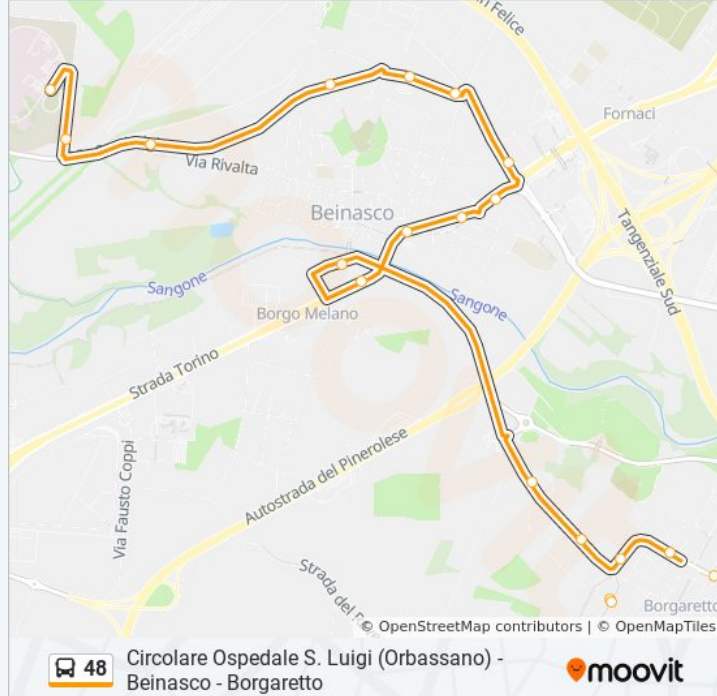 n Felice
Fornaci
Via Rivalta
Beinasco
Tangenziale Sud
Sangone
Sangone
Borgo Melano
Strada Torino
Autostrada del Pinerolese
Via Fausto Coppi
Strada del
Borgaretto
© OpenStreetMap contributors | © OpenMapTiles
48
Circolare Ospedale S. Luigi (Orbassano) -
Beinasco - Borgaretto
moovit